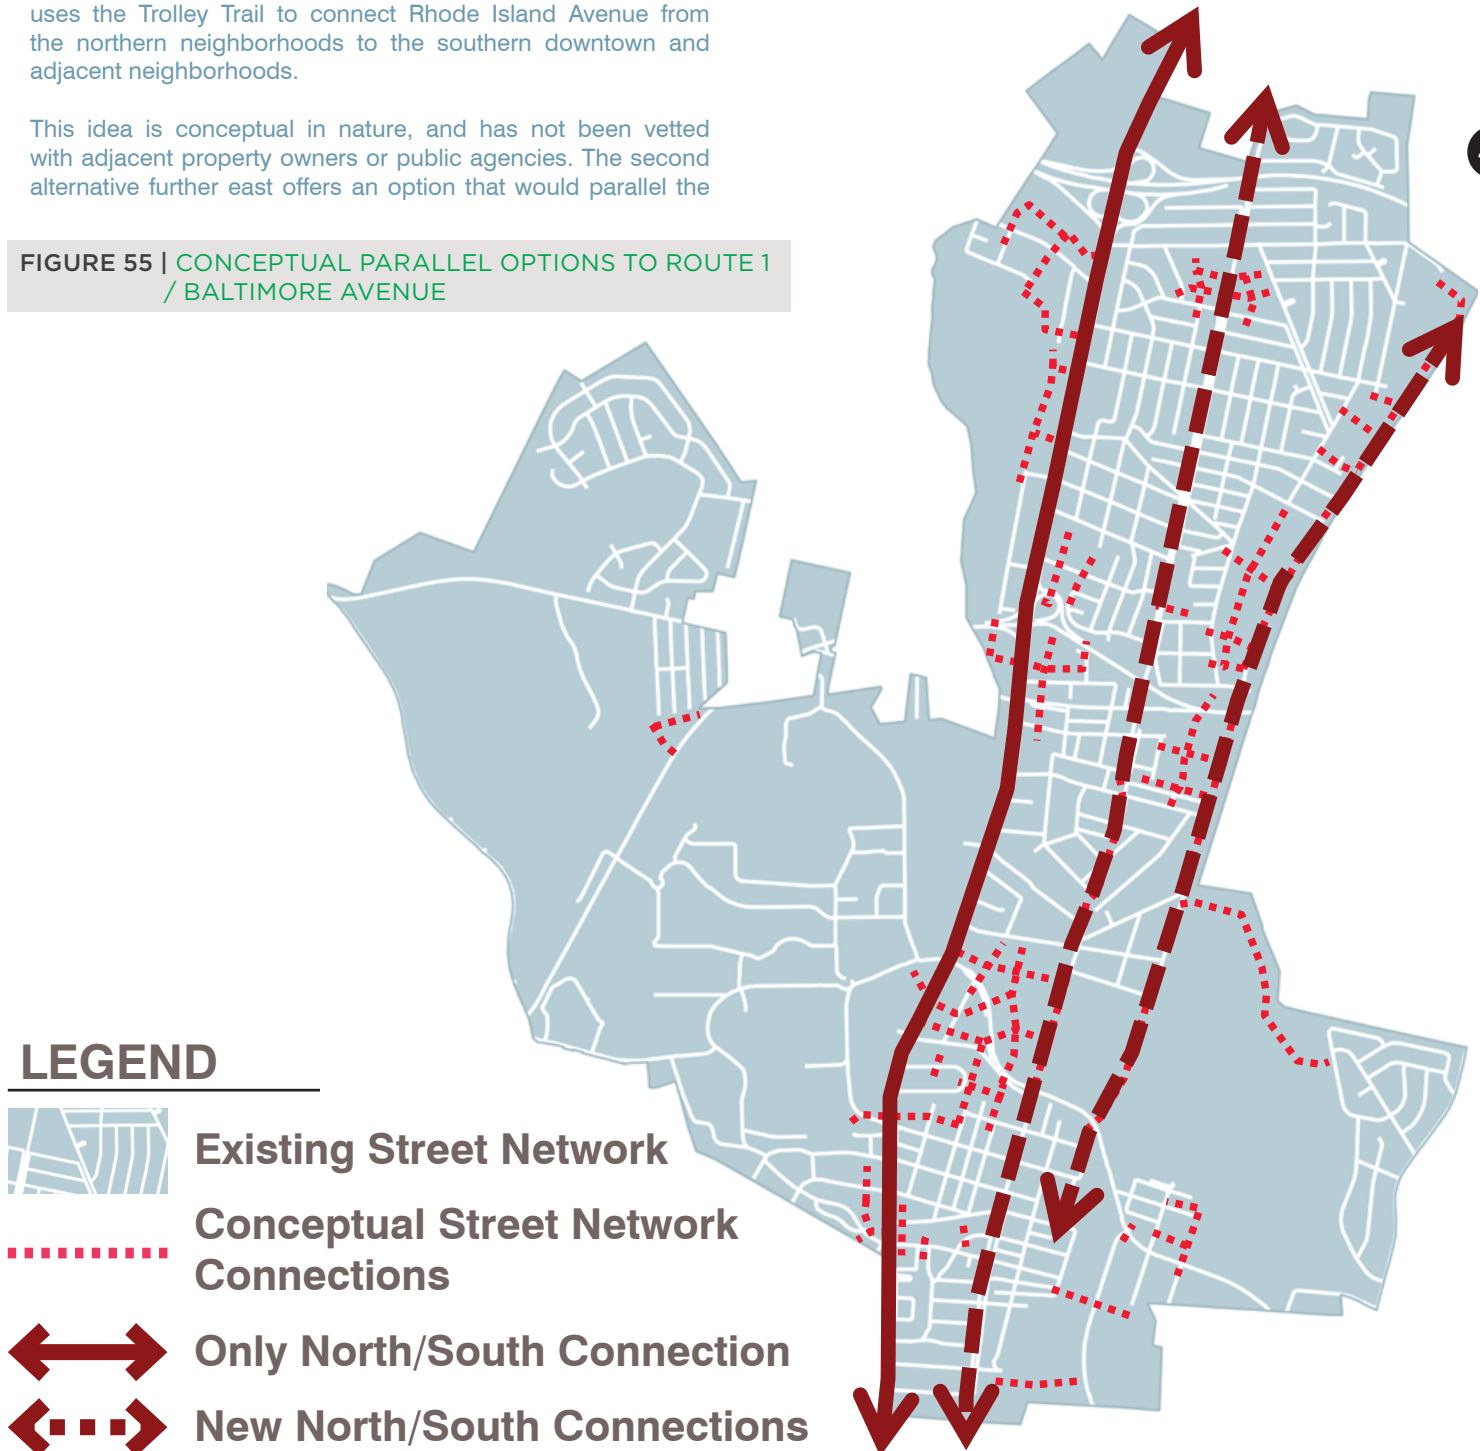 uses the Trolley Trail to connect Rhode Island Avenue from
the northern neighborhoods to the southern downtown and
adjacent neighborhoods.
This idea is conceptual in nature, and has not been vetted
with adjacent property owners or public agencies. The second
alternative further east offers an option that would parallel the
FIGURE 55 | CONCEPTUAL PARALLEL OPTIONS TO ROUTE 1
/ BALTIMORE AVENUE
LEGEND
Existing Street Network
Conceptual Street Network
Connections
Only North/South Connection
New North/South Connections